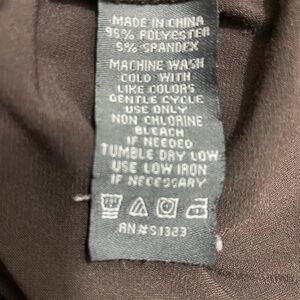 MADE IN CHINA
95% POLYESTER
5% SPANDEX
MACHINE WASH
COLD WITH
LIKE COLORS
GENTLE CYCLE
USE ONLY
NON CHLORINE
BLEACH
IF NEEDED
TUMBLE DRY LOW
USE LOW IRON
IF NECESSARY
RN#51323